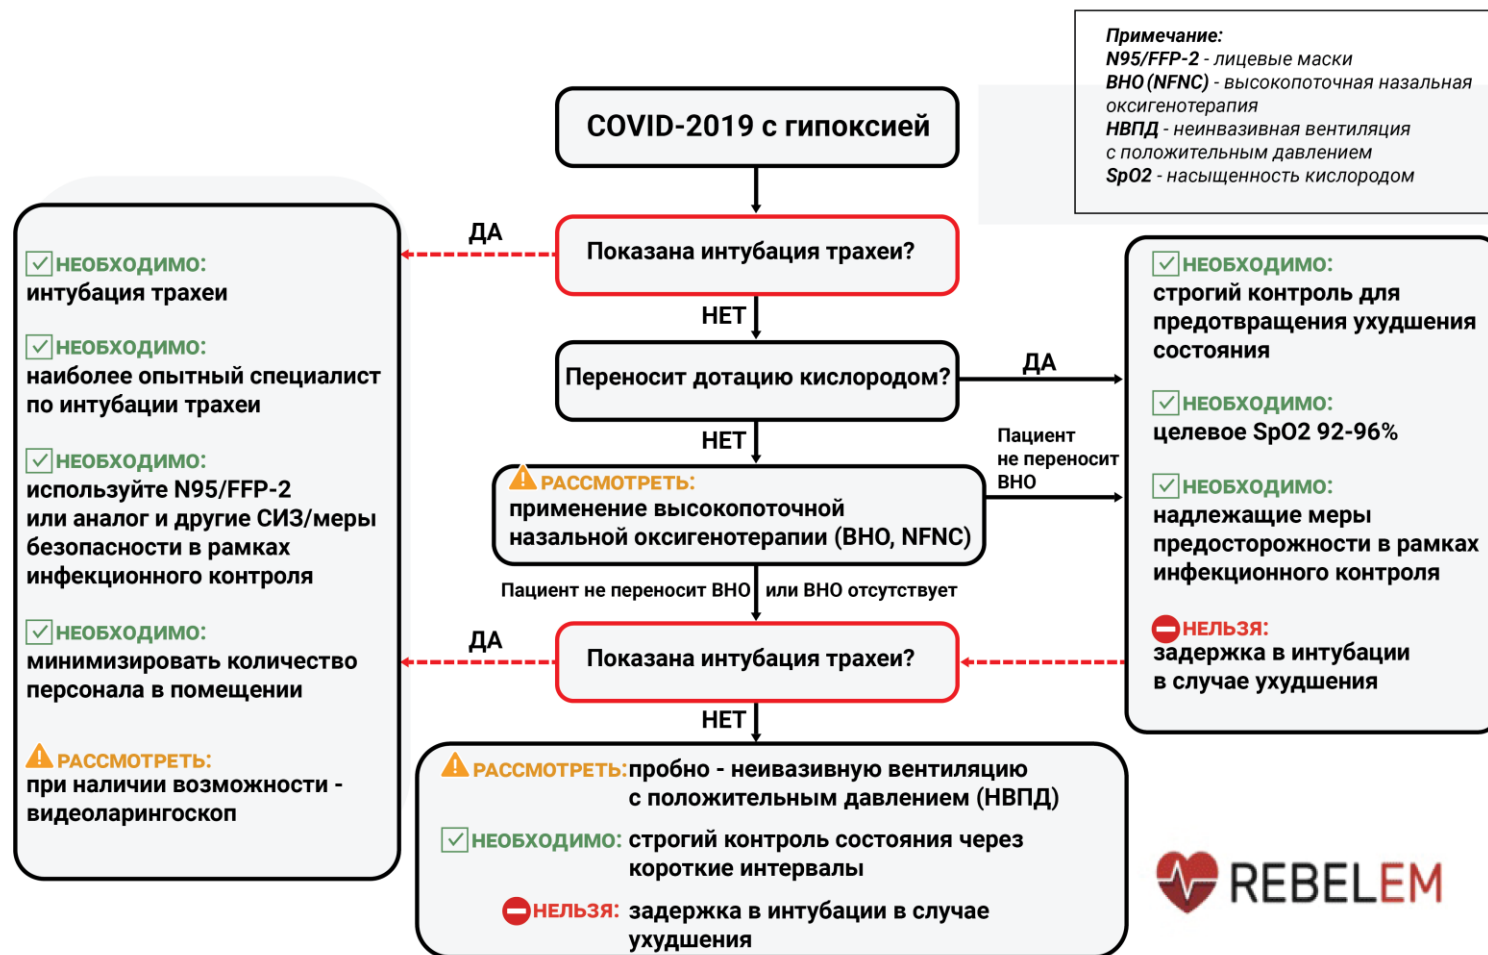 Примечание:
N95/FFP-2 - лицевые маски
ВНО (NFNC) - высокопоточная назальная
оксигенотерапия
НВПД - неинвазивная вентиляция
с положительным давлением
SpO2 - насыщенность кислородом
COVID-2019 с гипоксией
Показана интубация трахеи?
ДА
НЕТ
Переносит дотацию кислородом?
ДА
НЕТ
РАССМОТРЕТЬ:
применение высокопоточной
назальной оксигенотерапии (ВНО, NFNC)
Пациент
не переносит
ВНО
Пациент не переносит ВНО или ВНО отсутствует
Показана интубация трахеи?
ДА
НЕТ
РАССМОТРЕТЬ: пробно - неивазивную вентиляцию
с положительным давлением (НВПД)
НЕОБХОДИМО: строгий контроль состояния через
короткие интервалы
НЕЛЬЗЯ: задержка в интубации в случае
ухудшения
НЕОБХОДИМО:
интубация трахеи
НЕОБХОДИМО:
наиболее опытный специалист
по интубации трахеи
НЕОБХОДИМО:
используйте N95/FFP-2
или аналог и другие СИЗ/меры
безопасности в рамках
инфекционного контроля
НЕОБХОДИМО:
минимизировать количество
персонала в помещении
РАССМОТРЕТЬ:
при наличии возможности -
видеоларингоскоп
НЕОБХОДИМО:
строгий контроль для
предотвращения ухудшения
состояния
НЕОБХОДИМО:
целевое SpO2 92-96%
НЕОБХОДИМО:
надлежащие меры
предосторожности в рамках
инфекционного контроля
НЕЛЬЗЯ:
задержка в интубации
в случае ухудшения
REBELEM